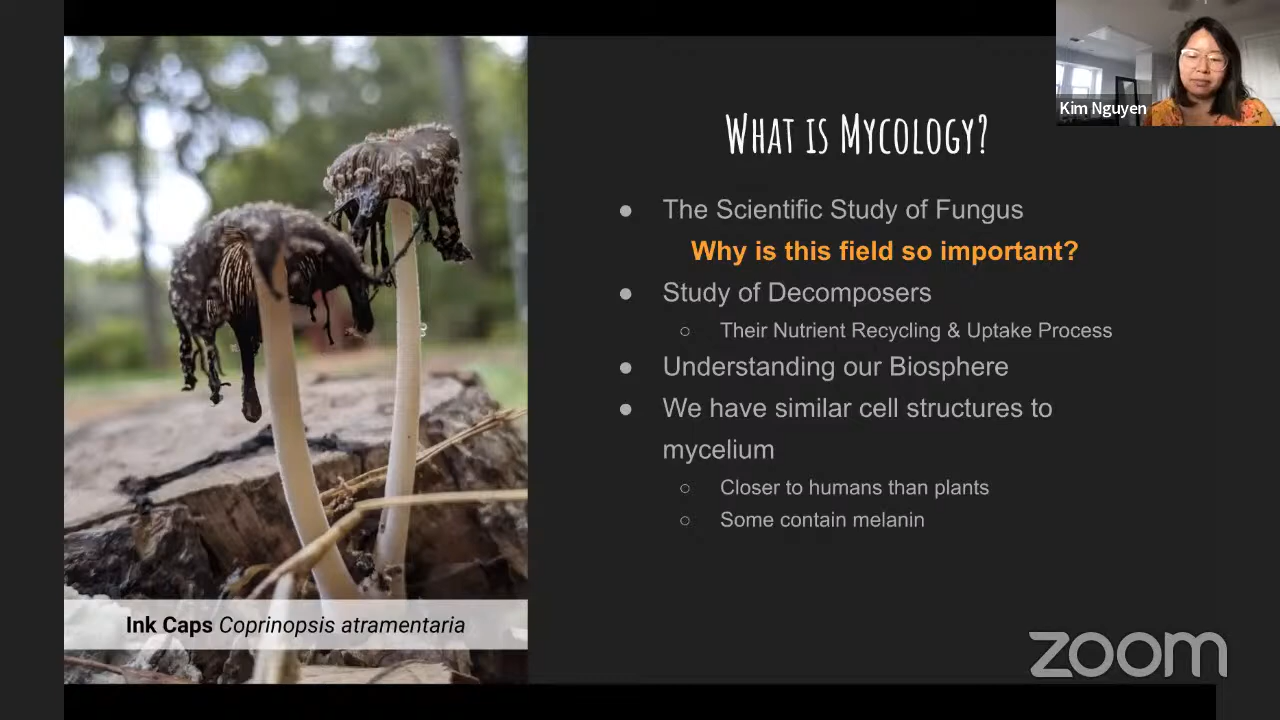 Kim Nguyen
What is Mycology?
● The Scientific Study of Fungus
Why is this field so important?
● Study of Decomposers
○ Their Nutrient Recycling & Uptake Process
● Understanding our Biosphere
● We have similar cell structures to
mycelium
○ Closer to humans than plants
○ Some contain melanin
Ink Caps Coprinopsis atramentaria
zoom